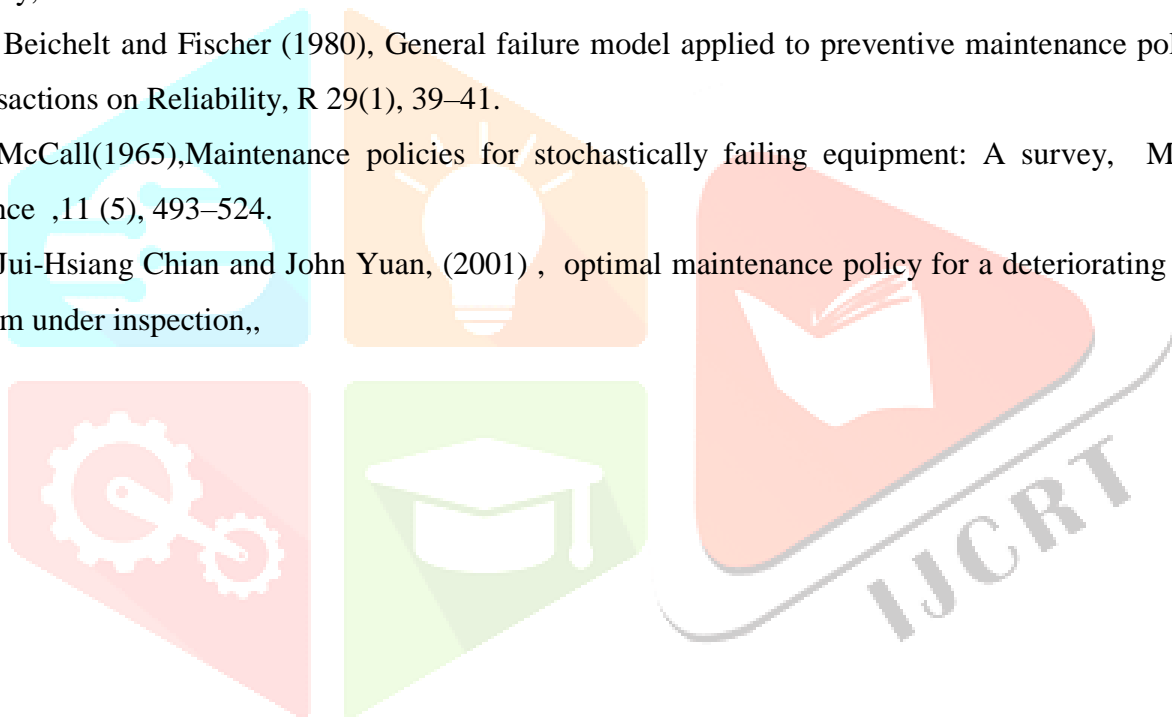 y,
Beichelt and Fischer (1980), General failure model applied to preventive maintenance pol
sactions on Reliability, R 29(1), 39–41.
McCall(1965),Maintenance policies for stochastically failing equipment: A survey, M
nce ,11 (5), 493–524.
Jui-Hsiang Chian and John Yuan, (2001) , optimal maintenance policy for a deteriorating
m under inspection,,
IJCRT